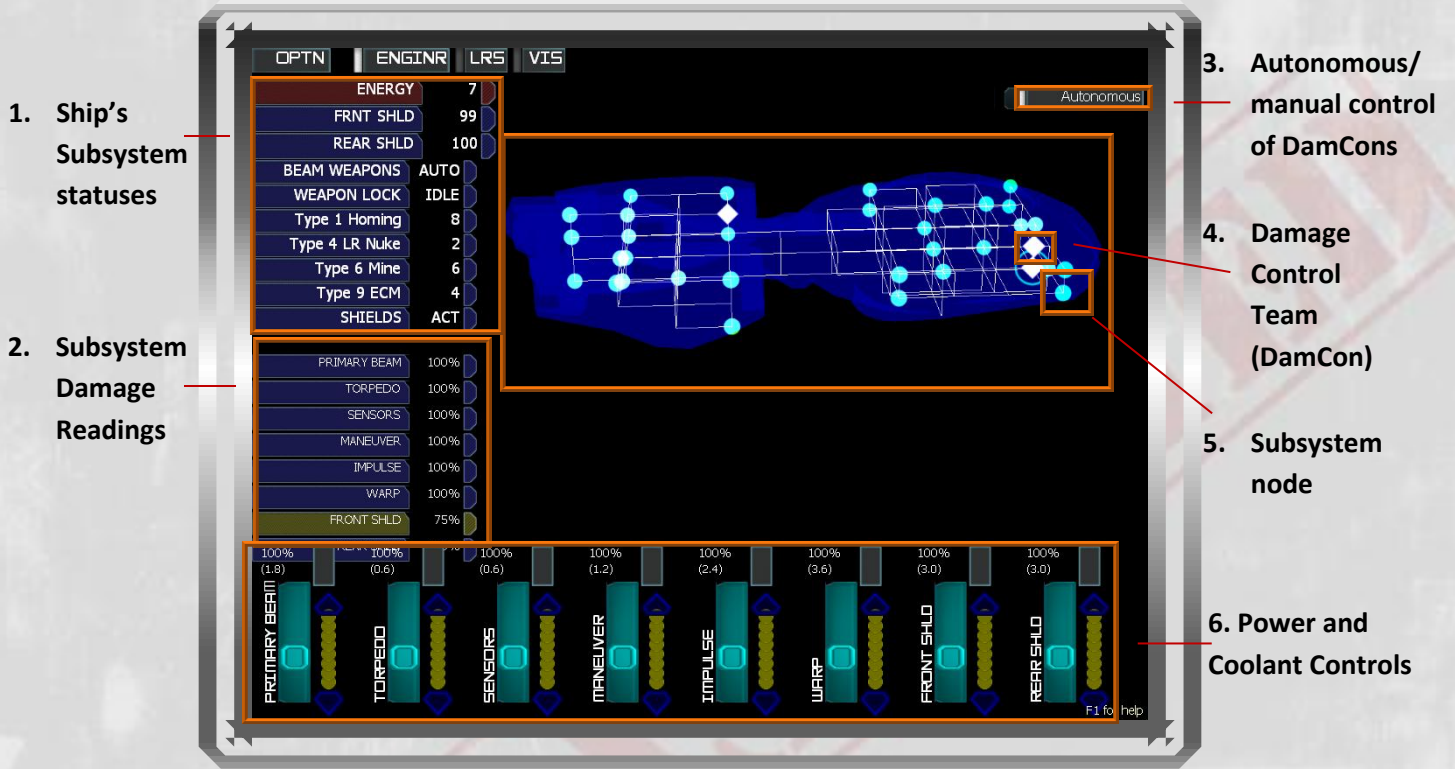 OPTN ENGINR LRS VIS
1. Ship's
Subsystem
statuses
ENERGY 7
FRNT SHLD 99
REAR SHLD 100
BEAM WEAPONS AUTO
WEAPON LOCK IDLE
Type 1 Homing 8
Type 4 LR Nuke 2
Type 6 Mine 6
Type 9 ECM 4
SHIELDS ACT
Autonomous
3. Autonomous/
manual control
of DamCons
4. Damage
Control
Team
(DamCon)
5. Subsystem
node
2. Subsystem
Damage
Readings
PRIMARY BEAM 100%
TORPEDO 100%
SENSORS 100%
MANEUVER 100%
IMPULSE 100%
WARP 100%
FRONT SHLD 75%
100% 100% 100% 100% 100% 100% 100% 100%
(1.8) (0.6) (0.6) (1.2) (2.4) (3.6) (3.0) (3.0)
PRIMARY BEAM
TORPEDO
SENSORS
MANEUVER
IMPULSE
WARP
FRONT SHLD
REAR SHLD
F1 for help
6. Power and
Coolant Controls